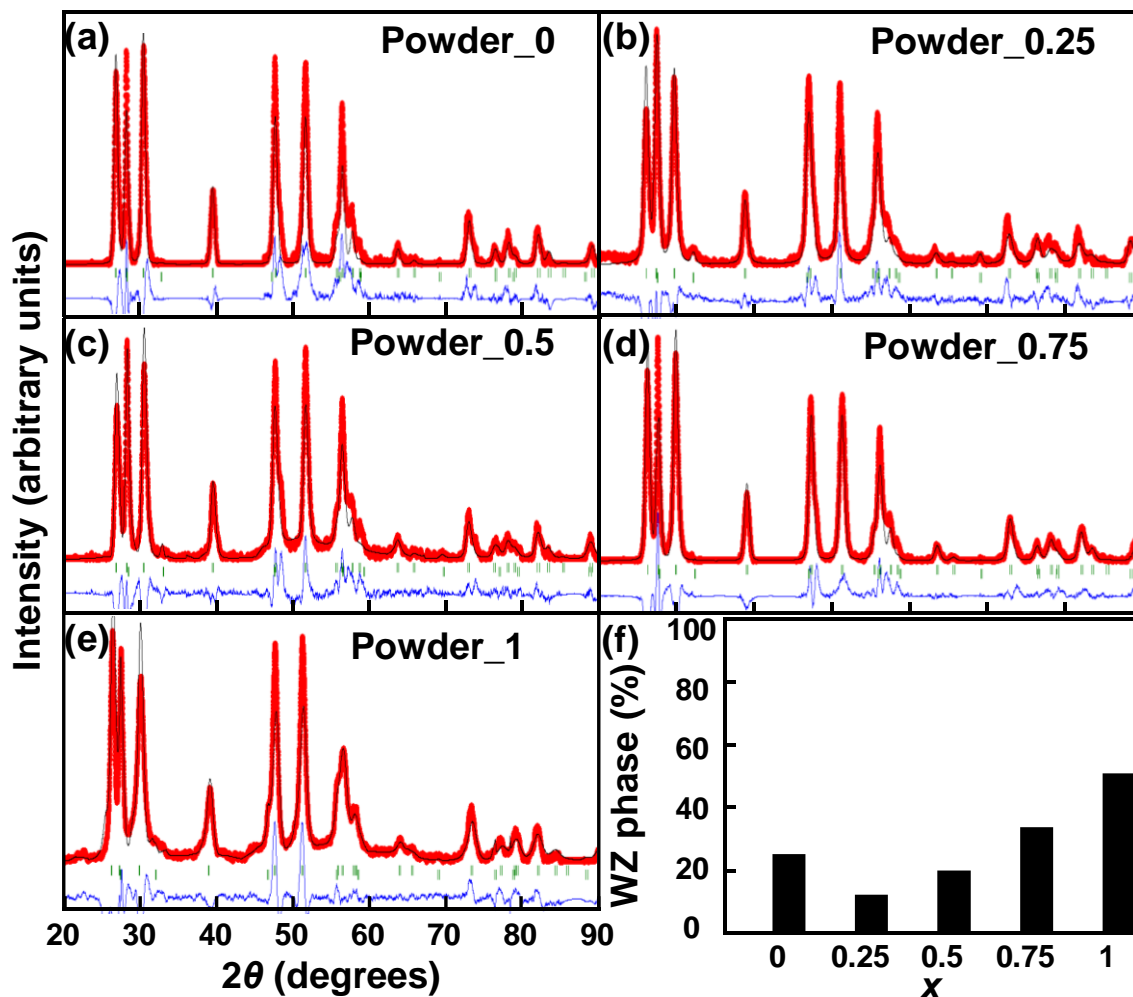 (a) Powder_0
(b) Powder_0.25
(c) Powder_0.5
(d) Powder_0.75
(e) Powder_1
(f)
Intensity (arbitrary units)
20 30 40 50 60 70 80 90
2θ (degrees)
WZ phase (%)
100
80
60
40
20
0
0 0.25 0.5 0.75 1
x